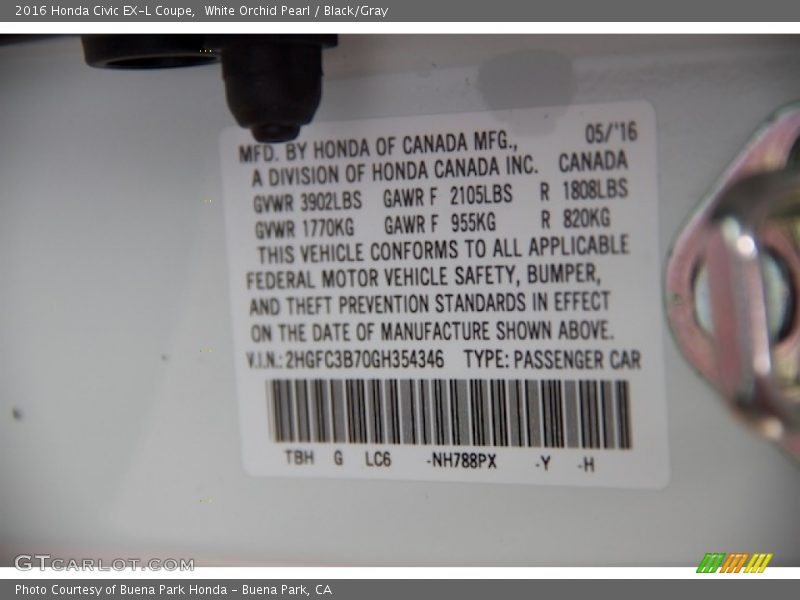 2016 Honda Civic EX-L Coupe,  White Orchid Pearl / Black/Gray
MFD. BY HONDA OF CANADA MFG., 05/'16
A DIVISION OF HONDA CANADA INC. CANADA
GVWR 3902LBS GAWR F 2105LBS R 1808LBS
GVWR 1770KG GAWR F 955KG R 820KG
THIS VEHICLE CONFORMS TO ALL APPLICABLE
FEDERAL MOTOR VEHICLE SAFETY, BUMPER,
AND THEFT PREVENTION STANDARDS IN EFFECT
ON THE DATE OF MANUFACTURE SHOWN ABOVE.
V.I.N.: 2HGFC3B70GH354346 TYPE: PASSENGER CAR
TBH G LC6 -NH788PX -Y -H
GTCARLOT.COM
Photo Courtesy of Buena Park Honda - Buena Park, CA